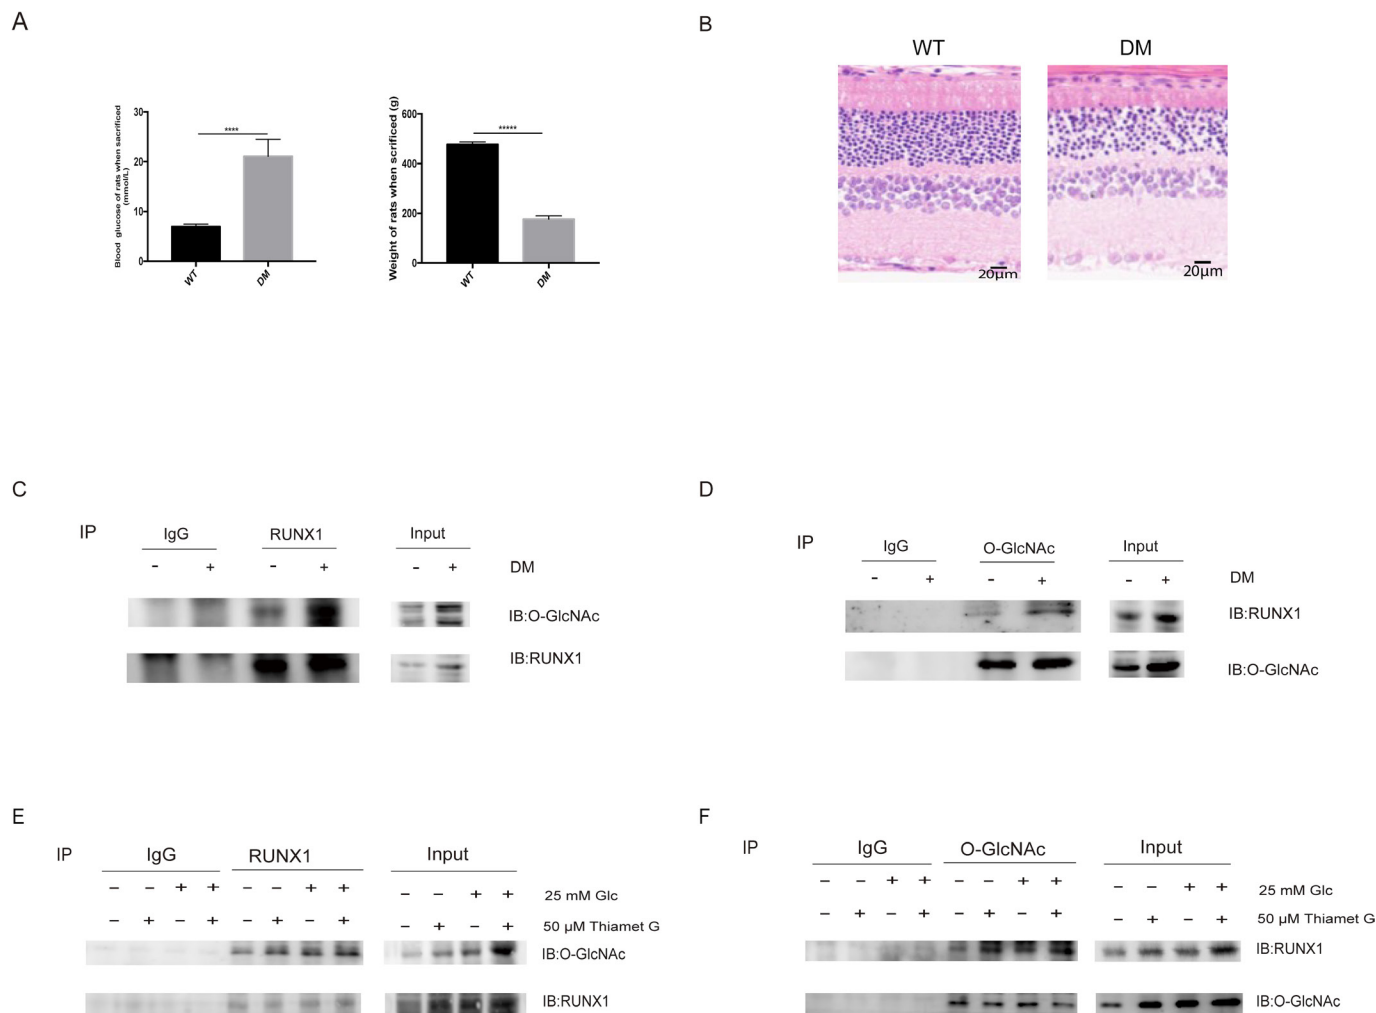 A
Blood glucose of rats when sacrificed
(mmol/L)
30
20
10
0
****
WT
DM
Weight of rats when scrificed (g)
600
400
200
0
*****
WT
DM
B
WT
DM
20μm
20μm
C
IP
IgG
RUNX1
Input
- + - + - + DM
IB:O-GlcNAc
IB:RUNX1
D
IP
IgG
O-GlcNAc
Input
- + - + - + DM
IB:RUNX1
IB:O-GlcNAc
E
IP
IgG
RUNX1
Input
- - + + - - + + - - + + 25 mM Glc
- + - + - + - + - + - + 50 μM Thiamet G
IB:O-GlcNAc
IB:RUNX1
F
IP
IgG
O-GlcNAc
Input
- - + + - - + + - - + + 25 mM Glc
- + - + - + - + - + - + 50 μM Thiamet G
IB:RUNX1
IB:O-GlcNAc